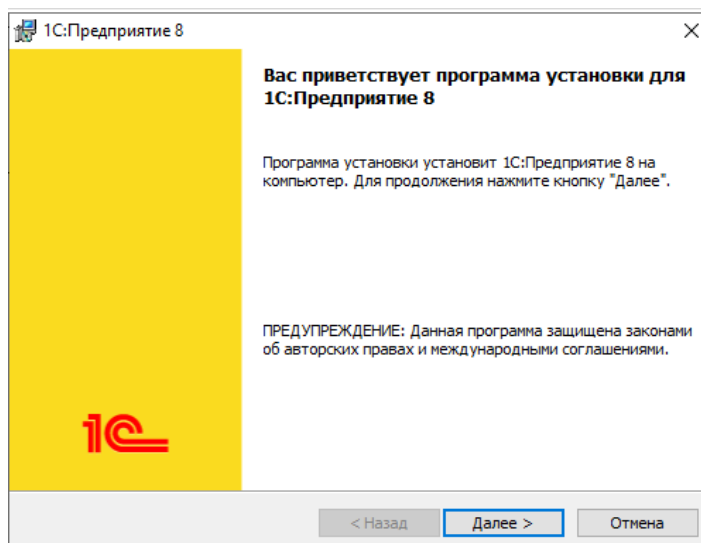 1С:Предприятие 8
Вас приветствует программа установки для
1С:Предприятие 8
Программа установки установит 1С:Предприятие 8 на
компьютер. Для продолжения нажмите кнопку "Далее".
ПРЕДУПРЕЖДЕНИЕ: Данная программа защищена законами
об авторских правах и международными соглашениями.
1С
< Назад
Далее >
Отмена